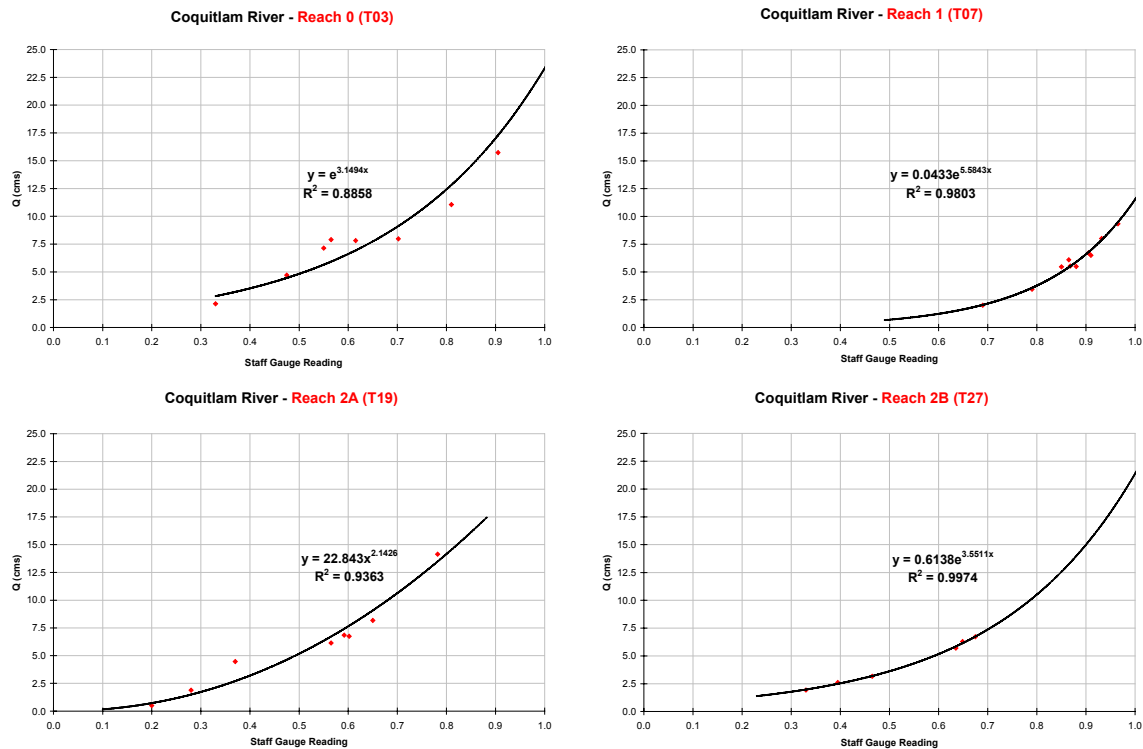 Coquitlam River - Reach 0 (T03)
25.0
22.5
20.0
17.5
15.0
12.5
10.0
7.5
5.0
2.5
0.0
Q (cms)
y = e^3.1494x
R² = 0.8858
0.0 0.1 0.2 0.3 0.4 0.5 0.6 0.7 0.8 0.9 1.0
Staff Gauge Reading
Coquitlam River - Reach 1 (T07)
25.0
22.5
20.0
17.5
15.0
12.5
10.0
7.5
5.0
2.5
0.0
Q (cms)
y = 0.0433e^5.5843x
R² = 0.9803
0.0 0.1 0.2 0.3 0.4 0.5 0.6 0.7 0.8 0.9 1.0
Staff Gauge Reading
Coquitlam River - Reach 2A (T19)
25.0
22.5
20.0
17.5
15.0
12.5
10.0
7.5
5.0
2.5
0.0
Q (cms)
y = 22.843x^2.1426
R² = 0.9363
0.0 0.1 0.2 0.3 0.4 0.5 0.6 0.7 0.8 0.9 1.0
Staff Gauge Reading
Coquitlam River - Reach 2B (T27)
25.0
22.5
20.0
17.5
15.0
12.5
10.0
7.5
5.0
2.5
0.0
Q (cms)
y = 0.6138e^3.5511x
R² = 0.9974
0.0 0.1 0.2 0.3 0.4 0.5 0.6 0.7 0.8 0.9 1.0
Staff Gauge Reading